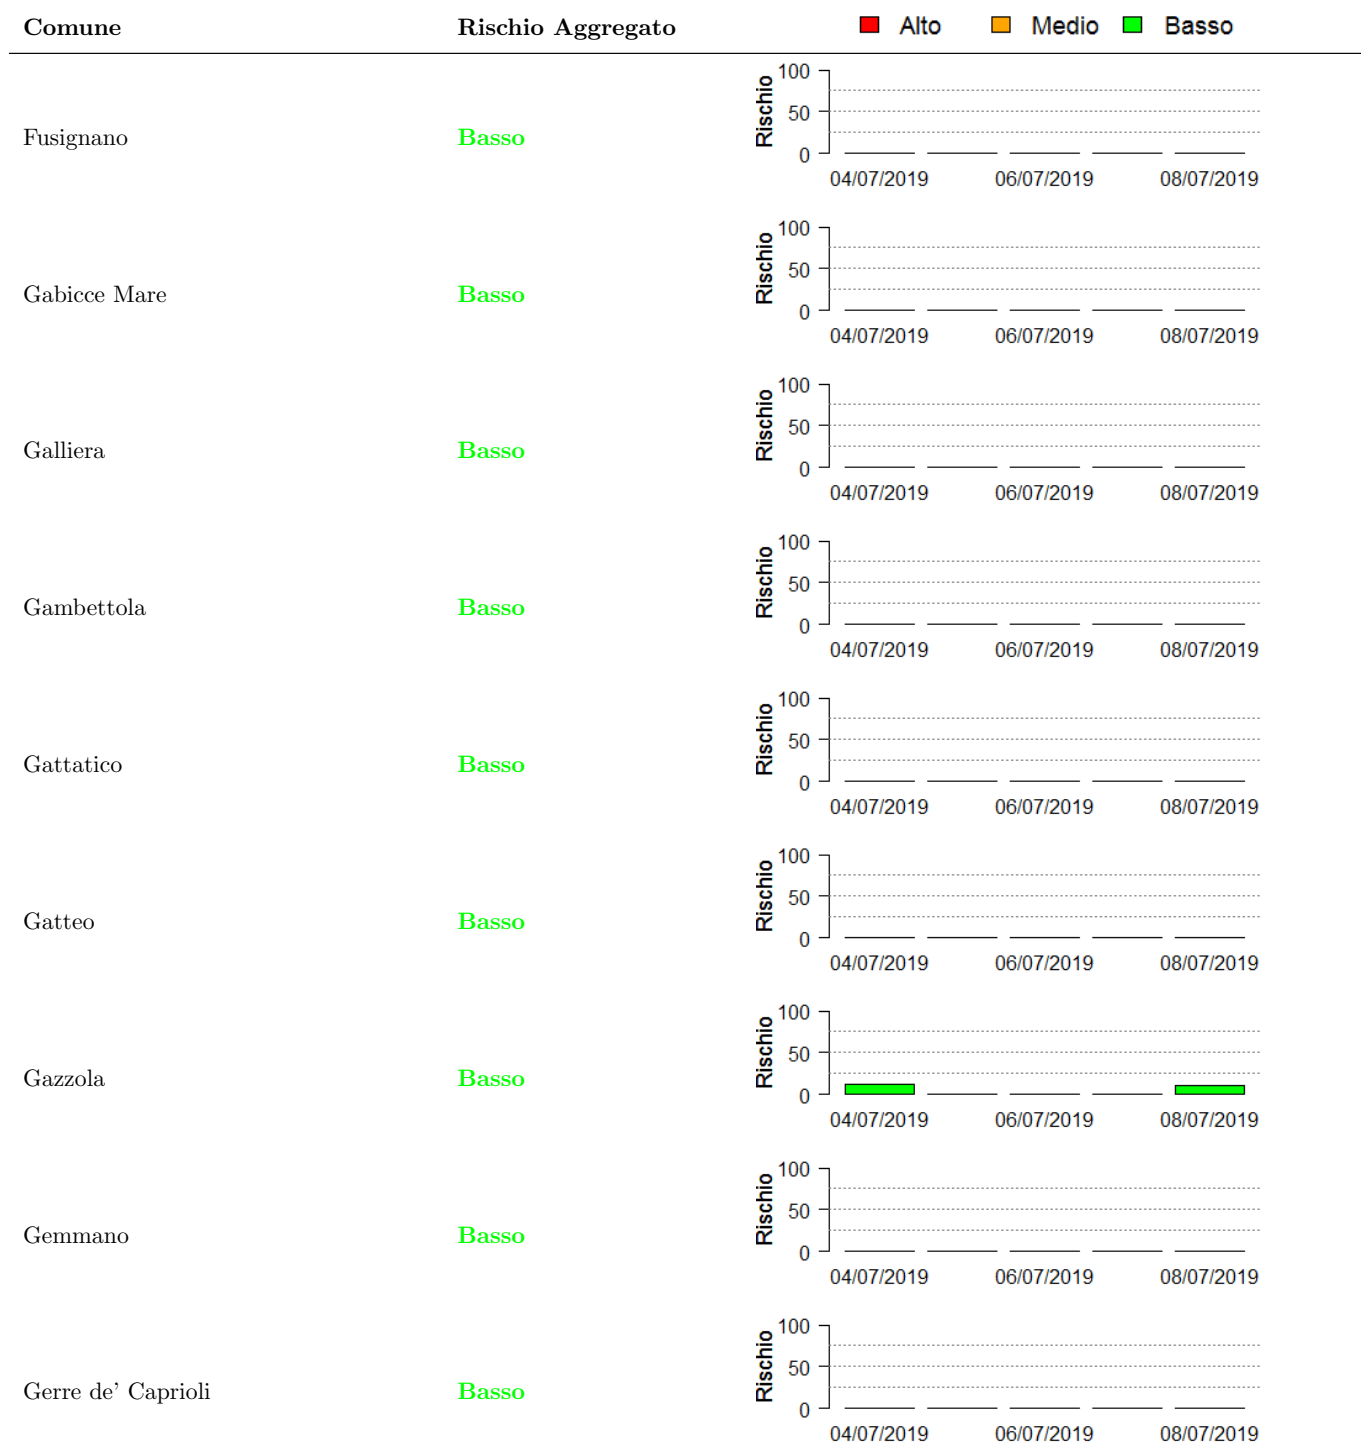 Comune Rischio Aggregato Alto Medio Basso
100
50
0
Rischio
Fusignano Basso
04/07/2019 06/07/2019 08/07/2019
100
50
0
Rischio
Gabicce Mare Basso
04/07/2019 06/07/2019 08/07/2019
100
50
0
Rischio
Galliera Basso
04/07/2019 06/07/2019 08/07/2019
100
50
0
Rischio
Gambettola Basso
04/07/2019 06/07/2019 08/07/2019
100
50
0
Rischio
Gattatico Basso
04/07/2019 06/07/2019 08/07/2019
100
50
0
Rischio
Gatteo Basso
04/07/2019 06/07/2019 08/07/2019
100
50
0
Rischio
Gazzola Basso
04/07/2019 06/07/2019 08/07/2019
100
50
0
Rischio
Gemmano Basso
04/07/2019 06/07/2019 08/07/2019
100
50
0
Rischio
Gerre de' Caprioli Basso
04/07/2019 06/07/2019 08/07/2019